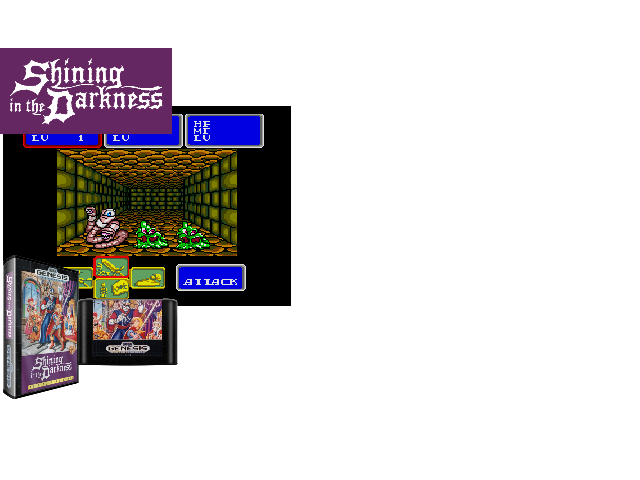 Shining
in the Darkness
LV 1 LV
HE
ME
LV
ATTACK
GENESIS
GENESIS
Shining
in the
Darkness